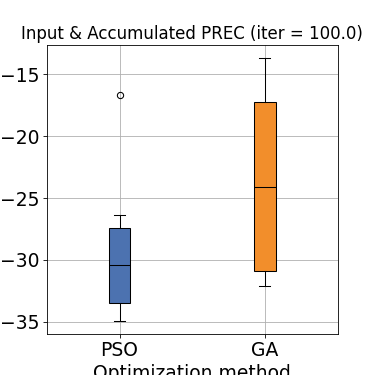 Input & Accumulated PREC (iter = 100.0)
−15
−20
−25
−30
−35
PSO GA
Optimization method